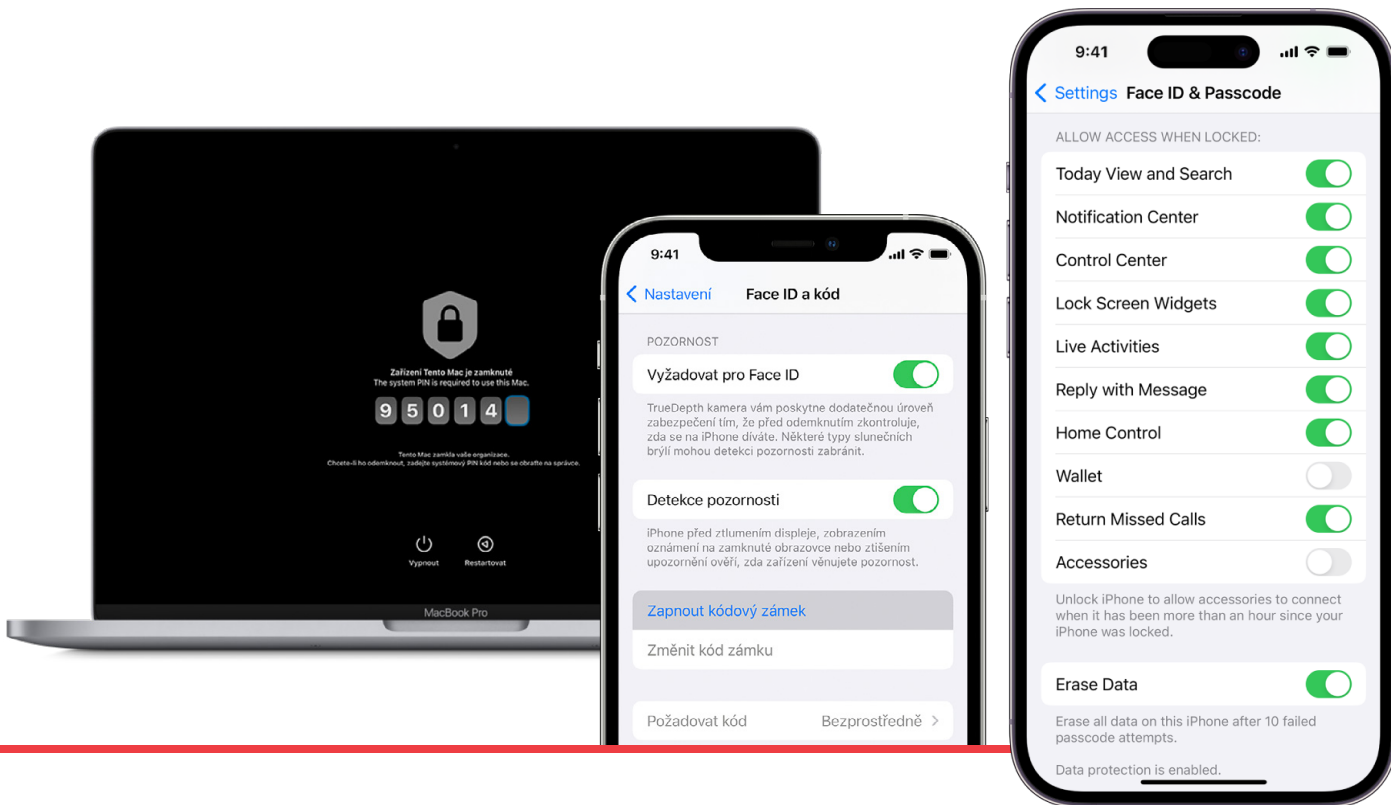 Zařízení Tento Mac je zamknuté
The system PIN is required to use this Mac.
9 5 0 1 4
Tento Mac zamkla vaše organizace.
Chcete-li ho odemknout, zadejte systémový PIN kód nebo se obraťte na správce.
Vypnout
Restartovat
MacBook Pro
9:41
Nastavení
Face ID a kód
POZORNOST
Vyžadovat pro Face ID
TrueDepth kamera vám poskytne dodatečnou úroveň
zabezpečení tím, že před odemknutím zkontroluje,
zda se na iPhone díváte. Některé typy slunečních
brýlí mohou detekci pozornosti zabránit.
Detekce pozornosti
iPhone před ztlumením displeje, zobrazením
oznámení na zamknuté obrazovce nebo ztišením
upozornění ověří, zda zařízení věnujete pozornost.
Zapnout kódový zámek
Změnit kód zámku
Požadovat kód
Bezprostředně
9:41
Settings
Face ID & Passcode
ALLOW ACCESS WHEN LOCKED:
Today View and Search
Notification Center
Control Center
Lock Screen Widgets
Live Activities
Reply with Message
Home Control
Wallet
Return Missed Calls
Accessories
Unlock iPhone to allow accessories to connect
when it has been more than an hour since your
iPhone was locked.
Erase Data
Erase all data on this iPhone after 10 failed
passcode attempts.
Data protection is enabled.